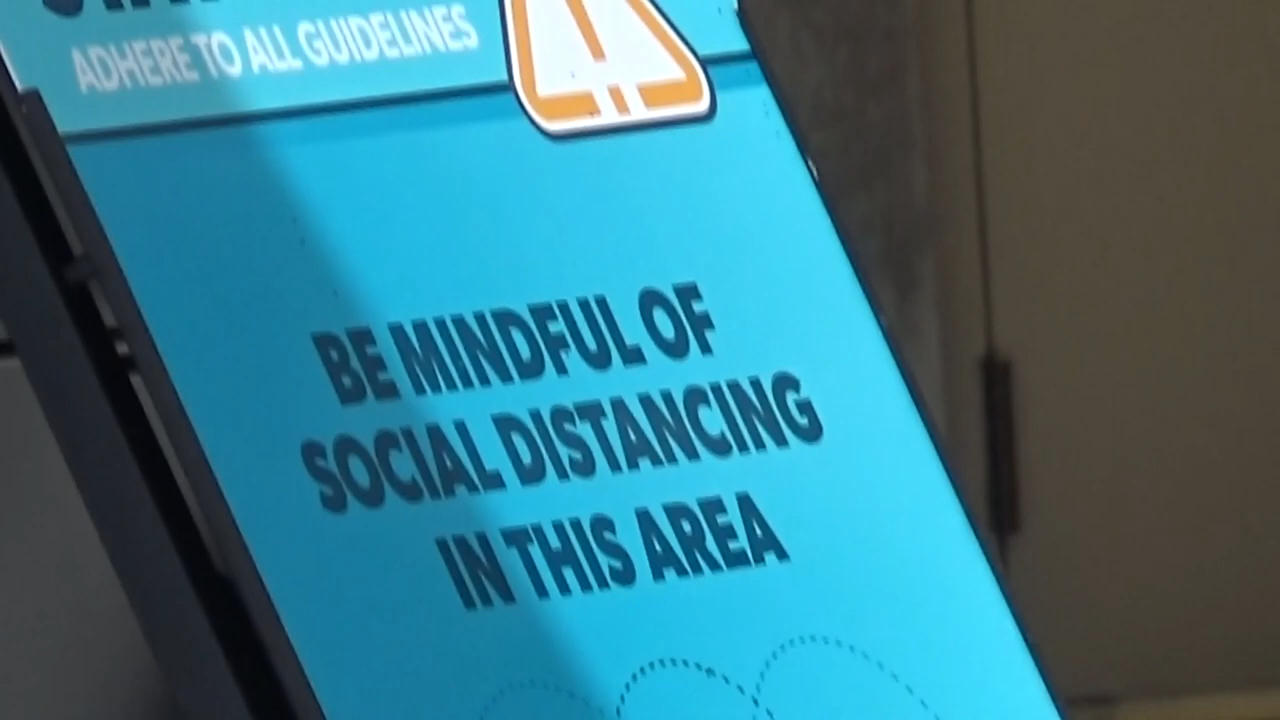 ADHERE TO ALL GUIDELINES
BE MINDFUL OF
SOCIAL DISTANCING
IN THIS AREA